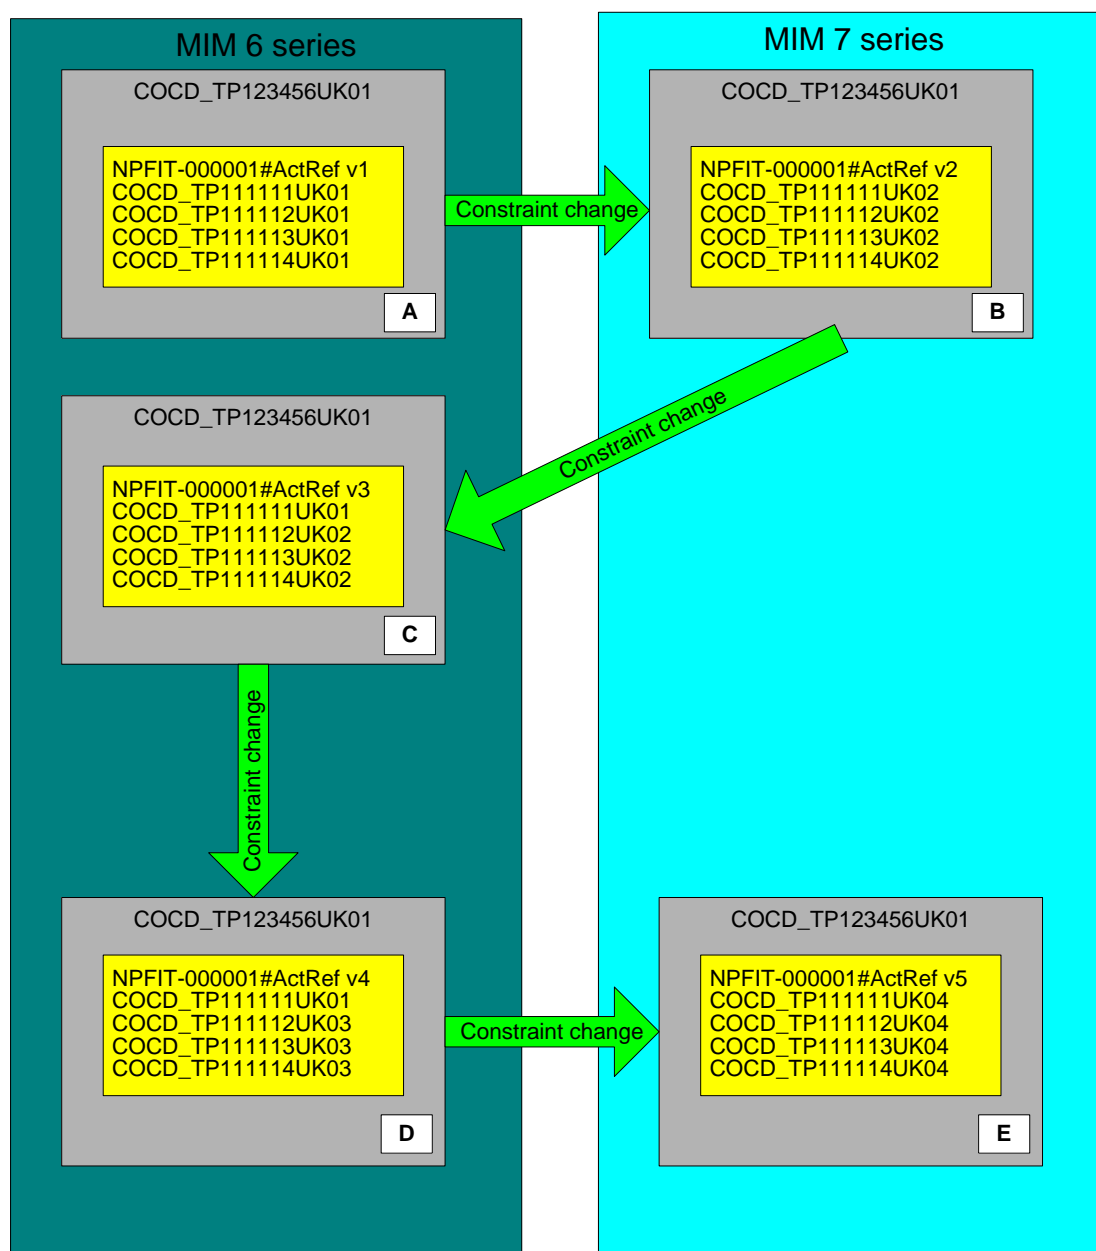 MIM 6 series
MIM 7 series
COCD_TP123456UK01
NPFIT-000001#ActRef v1
COCD_TP111111UK01
COCD_TP111112UK01
COCD_TP111113UK01
COCD_TP111114UK01
A
Constraint change
COCD_TP123456UK01
NPFIT-000001#ActRef v2
COCD_TP111111UK02
COCD_TP111112UK02
COCD_TP111113UK02
COCD_TP111114UK02
B
Constraint change
COCD_TP123456UK01
NPFIT-000001#ActRef v3
COCD_TP111111UK01
COCD_TP111112UK02
COCD_TP111113UK02
COCD_TP111114UK02
C
Constraint change
COCD_TP123456UK01
NPFIT-000001#ActRef v4
COCD_TP111111UK01
COCD_TP111112UK03
COCD_TP111113UK03
COCD_TP111114UK03
D
Constraint change
COCD_TP123456UK01
NPFIT-000001#ActRef v5
COCD_TP111111UK04
COCD_TP111112UK04
COCD_TP111113UK04
COCD_TP111114UK04
E